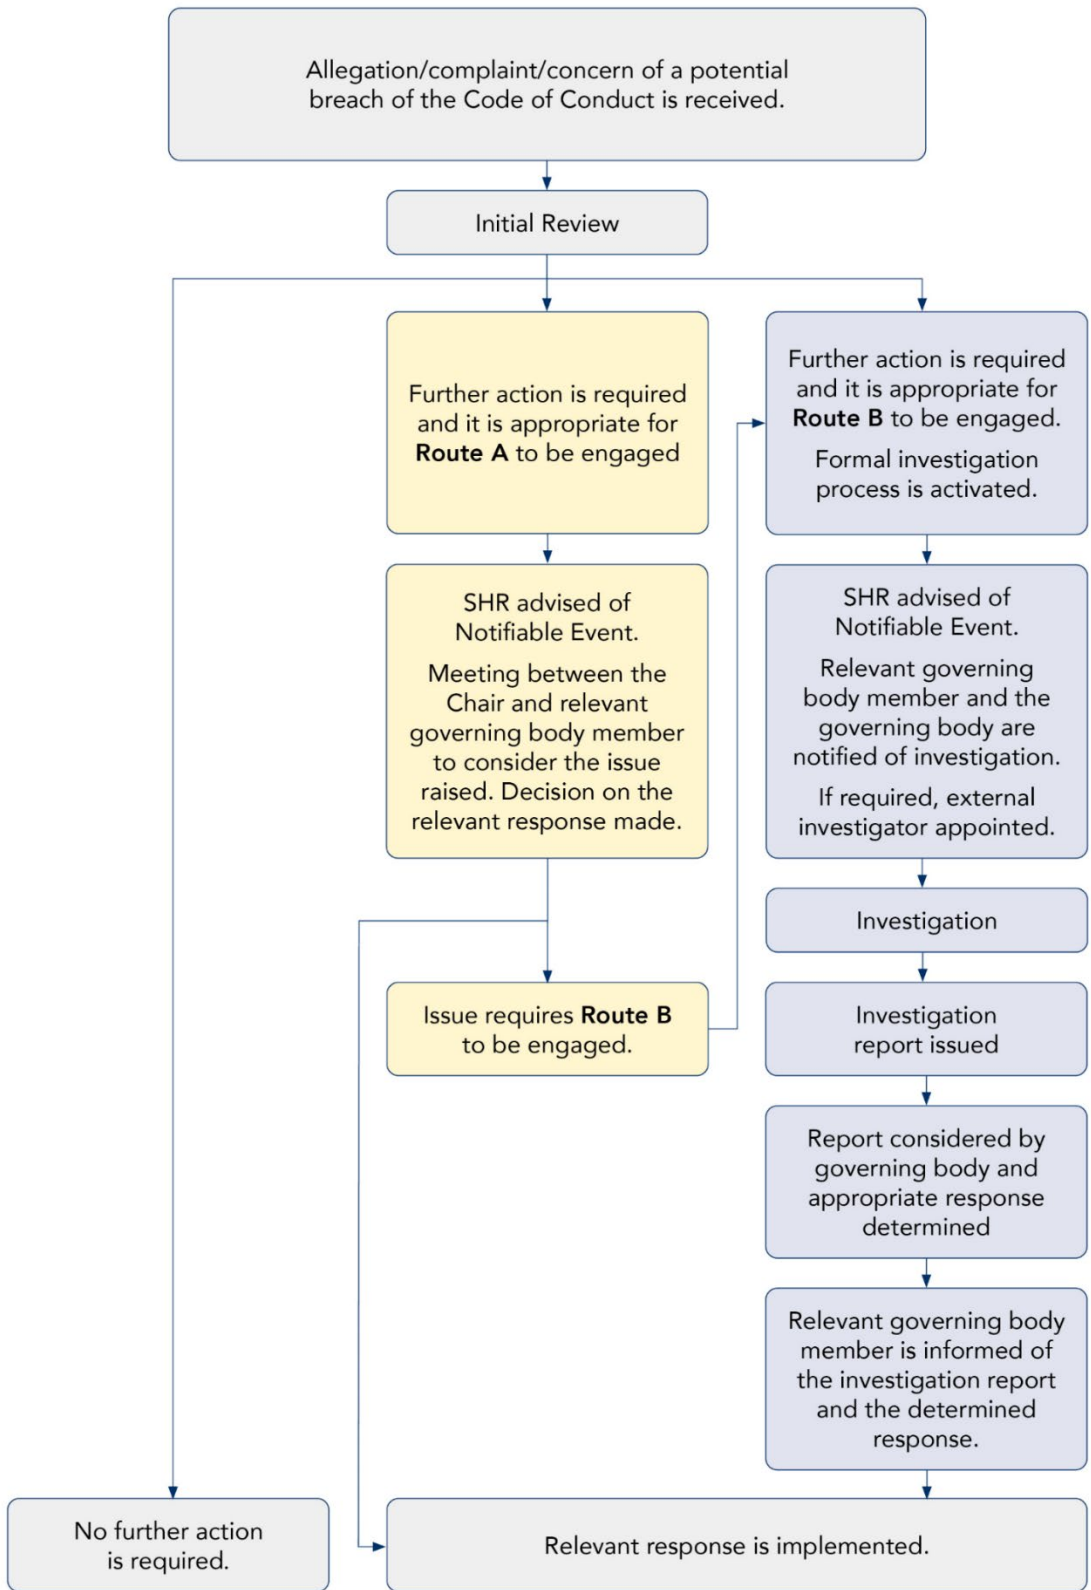 Allegation/complaint/concern of a potential
breach of the Code of Conduct is received.
Initial Review
Further action is required
and it is appropriate for
Route A to be engaged
SHR advised of
Notifiable Event.
Meeting between the
Chair and relevant
governing body member
to consider the issue
raised. Decision on the
relevant response made.
Issue requires Route B
to be engaged.
Further action is required
and it is appropriate for
Route B to be engaged.
Formal investigation
process is activated.
SHR advised of
Notifiable Event.
Relevant governing
body member and the
governing body are
notified of investigation.
If required, external
investigator appointed.
Investigation
Investigation
report issued
Report considered by
governing body and
appropriate response
determined
Relevant governing body
member is informed of
the investigation report
and the determined
response.
No further action
is required.
Relevant response is implemented.